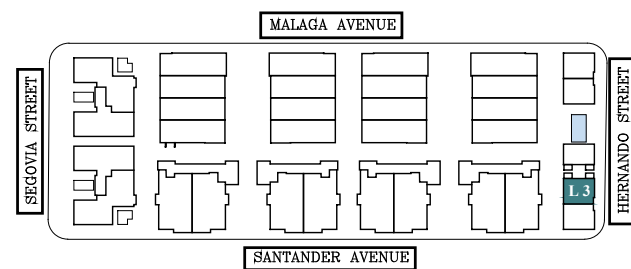 MALAGA AVENUE
SEGOVIA STREET
HERNANDO STREET
L 3
SANTANDER AVENUE